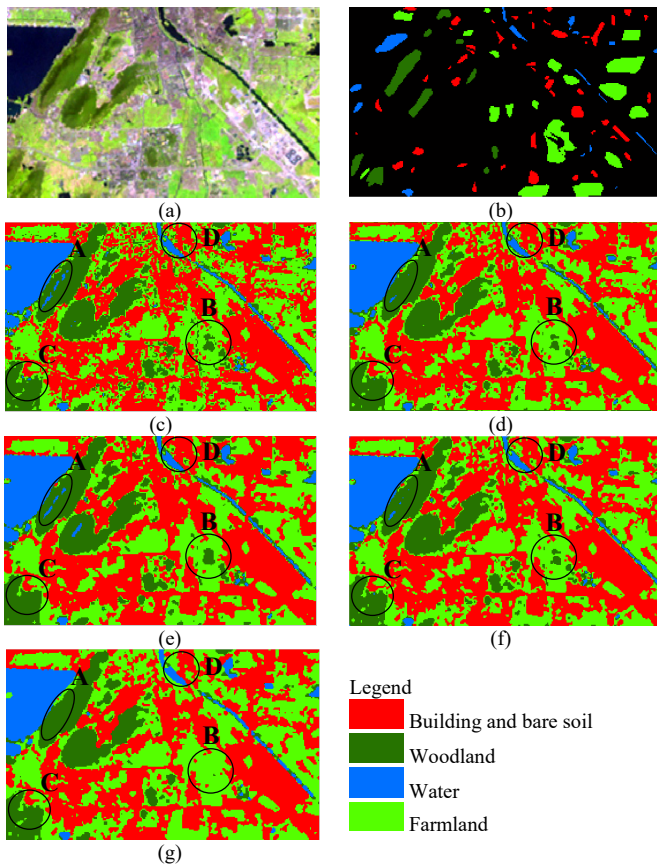 (a)
(b)
A
D
B
C
(c)
A
D
B
C
(d)
A
D
B
C
(e)
A
D
B
C
(f)
A
D
B
C
(g)
Legend
Building and bare soil
Woodland
Water
Farmland